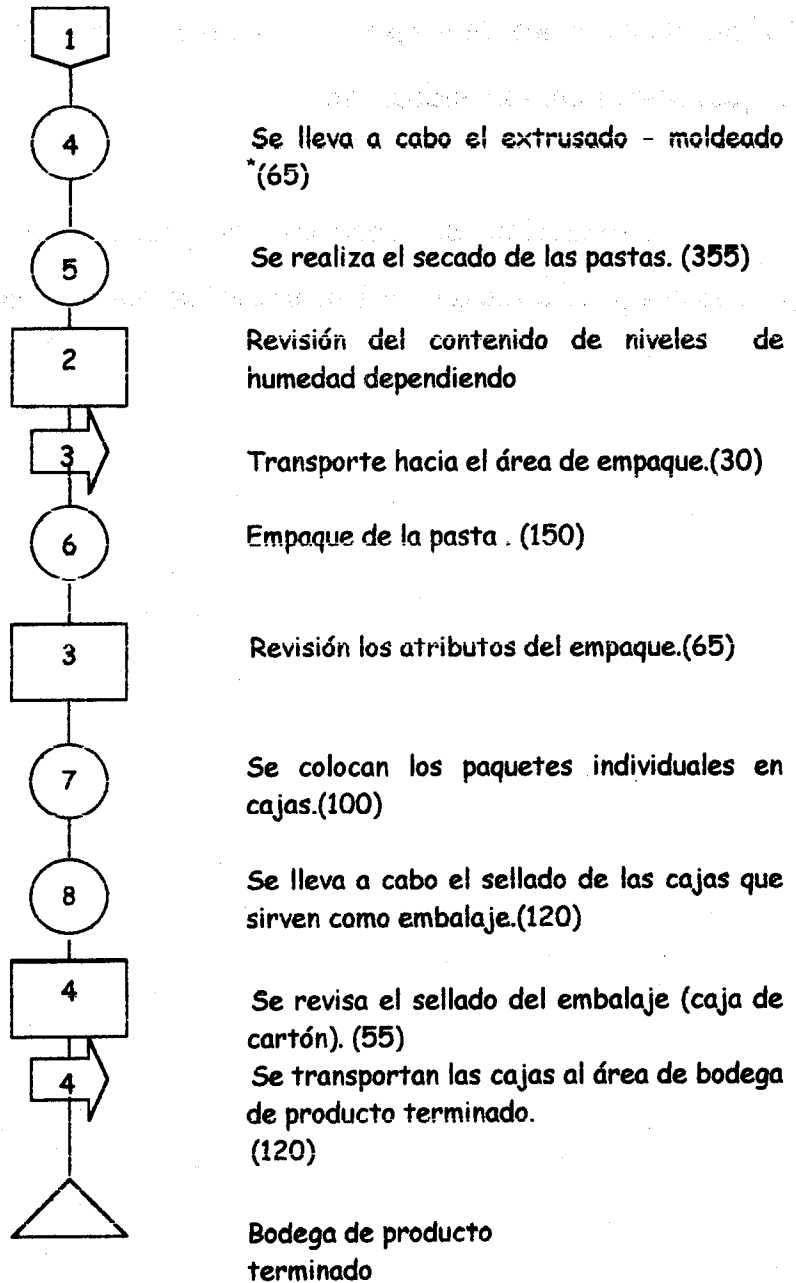 1
4
Se lleva a cabo el extrusado - moldeado
*(65)
5
Se realiza el secado de las pastas. (355)
2
Revisión del contenido de niveles de
humedad dependiendo
3
Transporte hacia el área de empaque.(30)
6
Empaque de la pasta . (150)
3
Revisión los atributos del empaque.(65)
7
Se colocan los paquetes individuales en
cajas.(100)
8
Se lleva a cabo el sellado de las cajas que
sirven como embalaje.(120)
4
Se revisa el sellado del embalaje (caja de
cartón). (55)
4
Se transportan las cajas al área de bodega
de producto terminado.
(120)
Bodega de producto
terminado